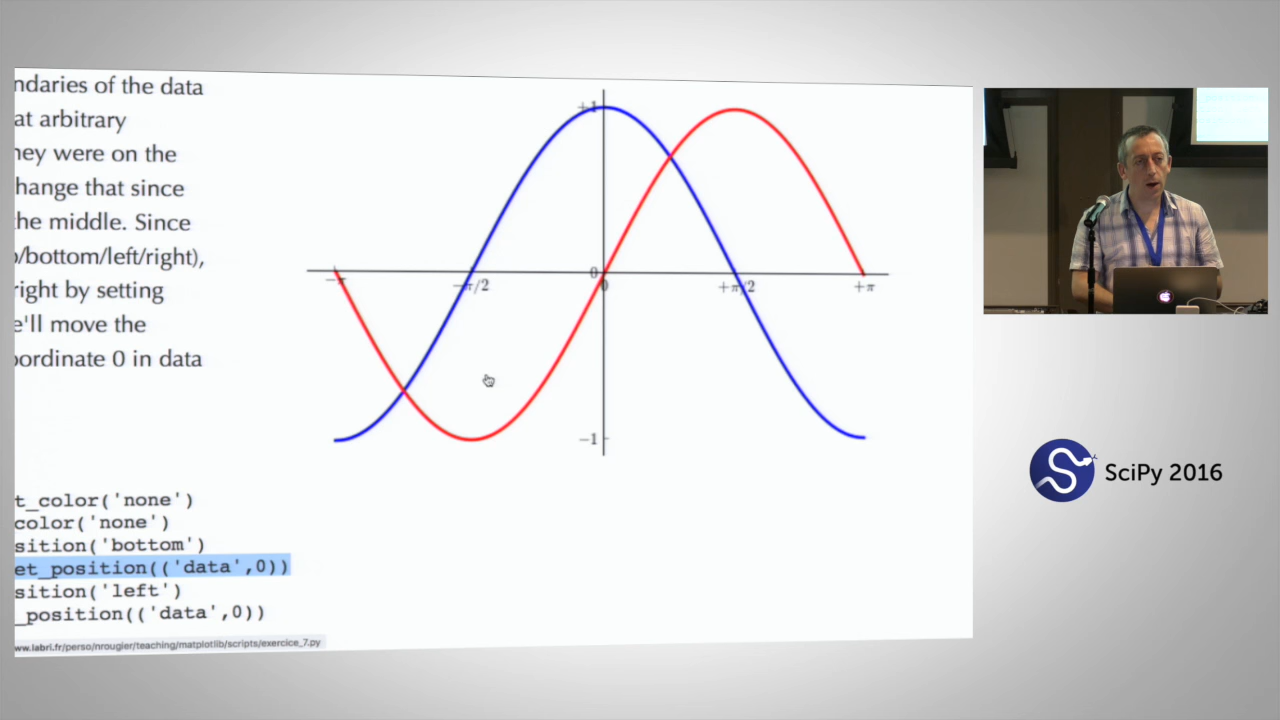 ndaries of the data
at arbitrary
hey were on the
hange that since
he middle. Since
o/bottom/left/right),
right by setting
e'll move the
oordinate 0 in data
+1
0
−π
−π/2
0
+π/2
+π
−1
t_color('none')
color('none')
sition('bottom')
et_position(('data',0))
sition('left')
_position(('data',0))
ww.labri.fr/perso/nrougier/teaching/matplotlib/scripts/exercice_7.py
SciPy 2016